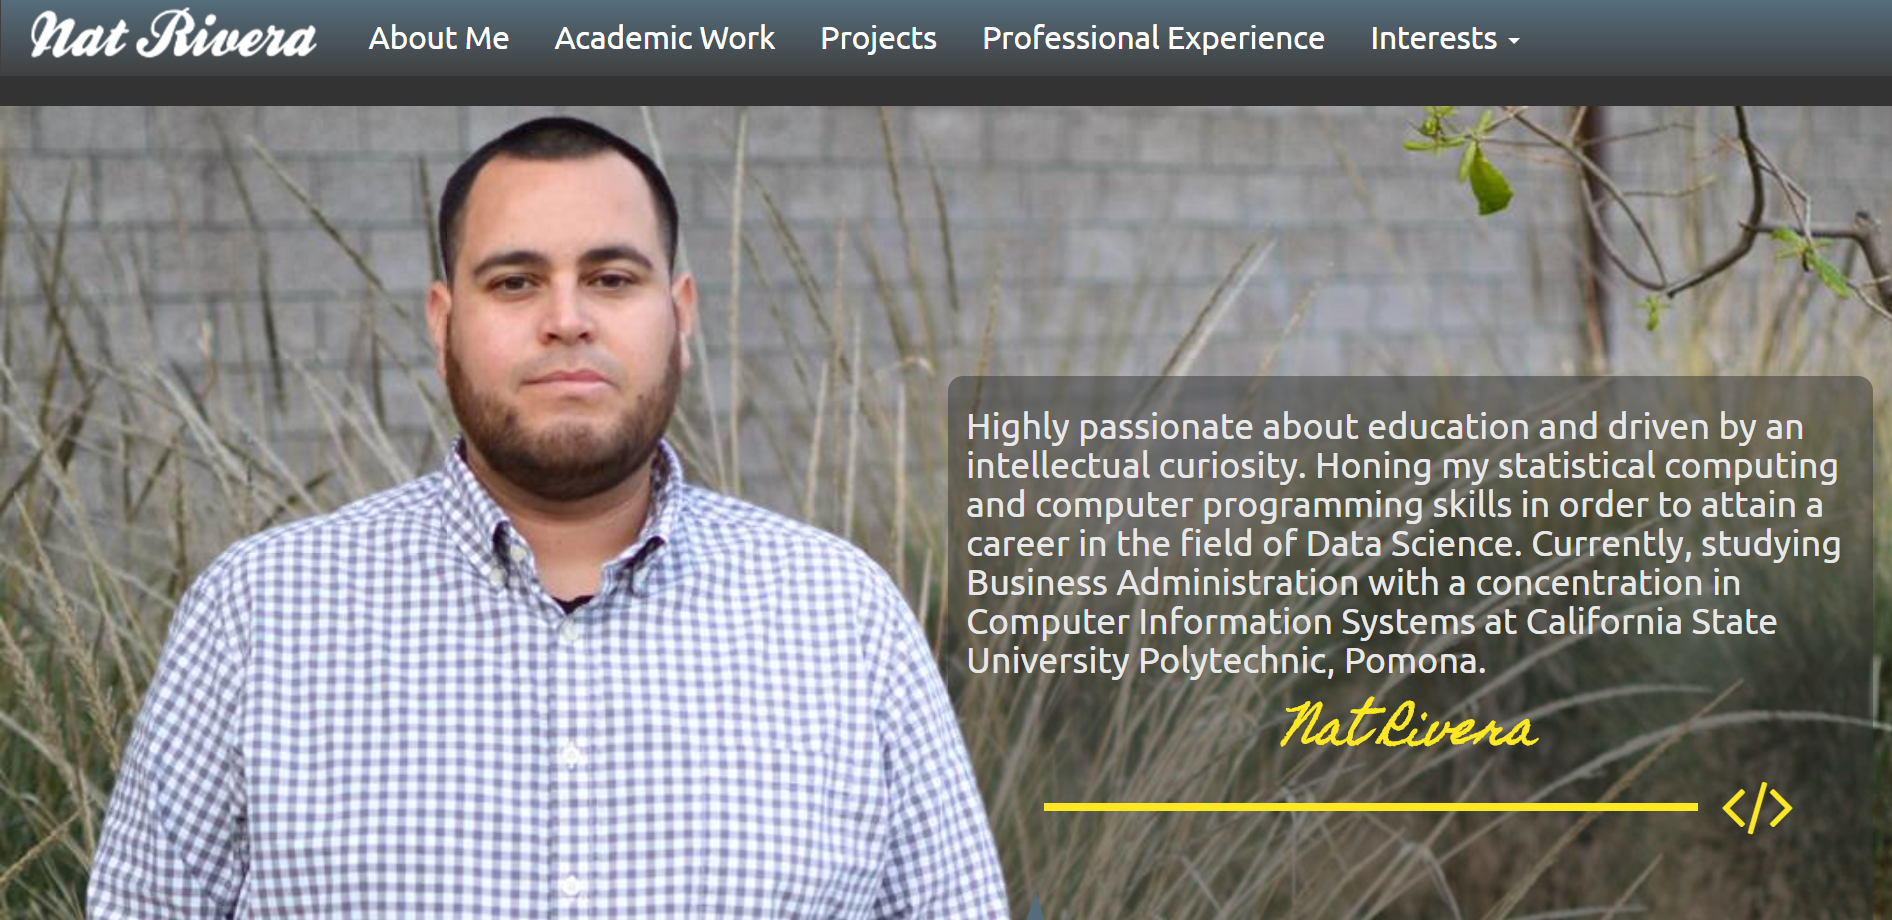 Nat Rivera
About Me
Academic Work
Projects
Professional Experience
Interests
Highly passionate about education and driven by an
intellectual curiosity. Honing my statistical computing
and computer programming skills in order to attain a
career in the field of Data Science. Currently, studying
Business Administration with a concentration in
Computer Information Systems at California State
University Polytechnic, Pomona.
Nat Rivera
</>